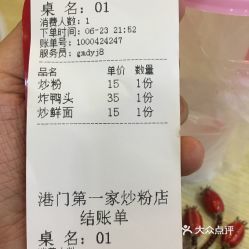 桌名:01
消费人数:1
下单时间:06-23 21:52
账单号:1000424247
服务员:gmdyj8
品名 单价 数量
炒粉 15 1份
炸鸭头 35 1份
炒鲜面 15 1份
港门第一家炒粉店
结账单
桌名:01
大众点评